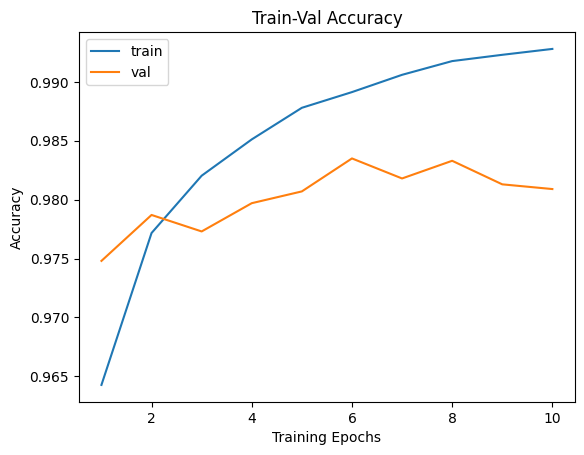 Train-Val Accuracy
train
val
0.990
0.985
0.980
0.975
0.970
0.965
Accuracy
2 4 6 8 10
Training Epochs